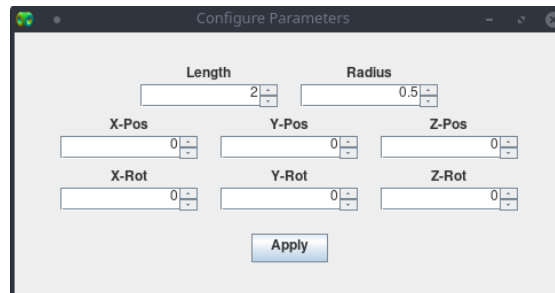 Configure Parameters
Length Radius
2 0.5
X-Pos Y-Pos Z-Pos
0 0 0
X-Rot Y-Rot Z-Rot
0 0 0
Apply